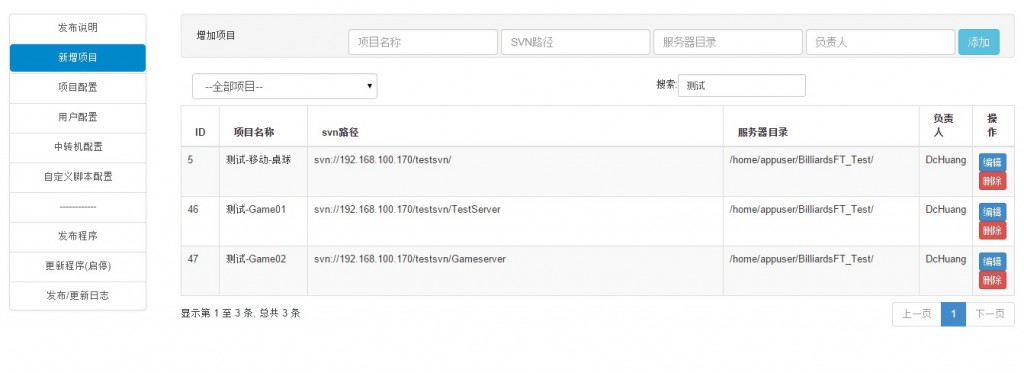 发布说明
新增项目
项目配置
用户配置
中转机配置
自定义脚本配置
------------
发布程序
更新程序(启停)
发布/更新日志
增加项目 项目名称 SVN路径 服务器目录 负责人 添加
--全部项目-- 搜索: 测试
ID 项目名称 svn路径 服务器目录 负责人 操作
5 测试-移动-桌球 svn://192.168.100.170/testsvn/ /home/appuser/BilliardsFT_Test/ DcHuang 编辑
删除
46 测试-Game01 svn://192.168.100.170/testsvn/TestServer /home/appuser/BilliardsFT_Test/ DcHuang 编辑
删除
47 测试-Game02 svn://192.168.100.170/testsvn/Gameserver /home/appuser/BilliardsFT_Test/ DcHuang 编辑
删除
显示第 1 至 3 条, 总共 3 条 上一页 1 下一页